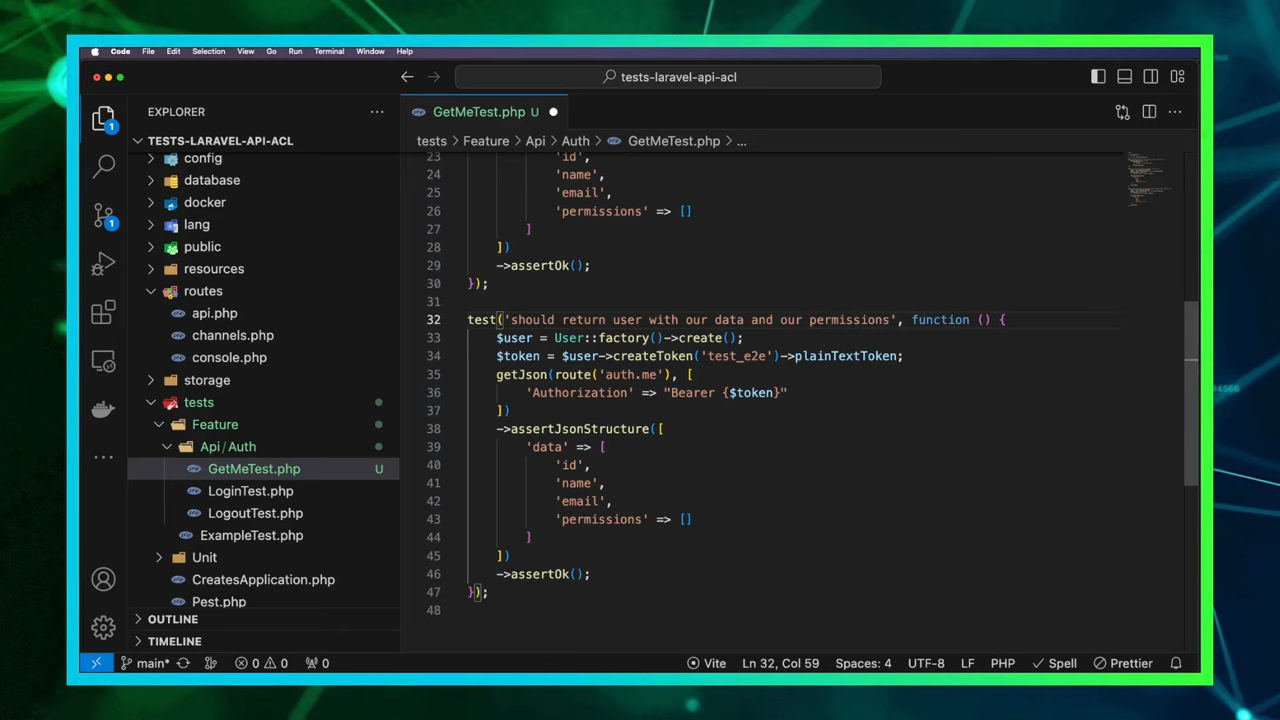 Code File Edit Selection View Go Run Terminal Window Help
tests-laravel-api-acl
EXPLORER
TESTS-LARAVEL-API-ACL
config
database
docker
lang
public
resources
routes
api.php
channels.php
console.php
storage
tests
Feature
Api/Auth
GetMeTest.php U
LoginTest.php
LogoutTest.php
ExampleTest.php
Unit
CreatesApplication.php
Pest.php
OUTLINE
TIMELINE
GetMeTest.php U
tests > Feature > Api > Auth > GetMeTest.php > ...
23 'id',
24 'name',
25 'email',
26 'permissions' => []
27 ]
28 ])
29 ->assertOk();
30 });
31
32 test('should return user with our data and our permissions', function () {
33 $user = User::factory()->create();
34 $token = $user->createToken('test_e2e')->plainTextToken;
35 getJson(route('auth.me'), [
36 'Authorization' => "Bearer {$token}"
37 ])
38 ->assertJsonStructure([
39 'data' => [
40 'id',
41 'name',
42 'email',
43 'permissions' => []
44 ]
45 ])
46 ->assertOk();
47 });
48
main* 0 0 0 Vite Ln 32, Col 59 Spaces: 4 UTF-8 LF PHP Spell Prettier